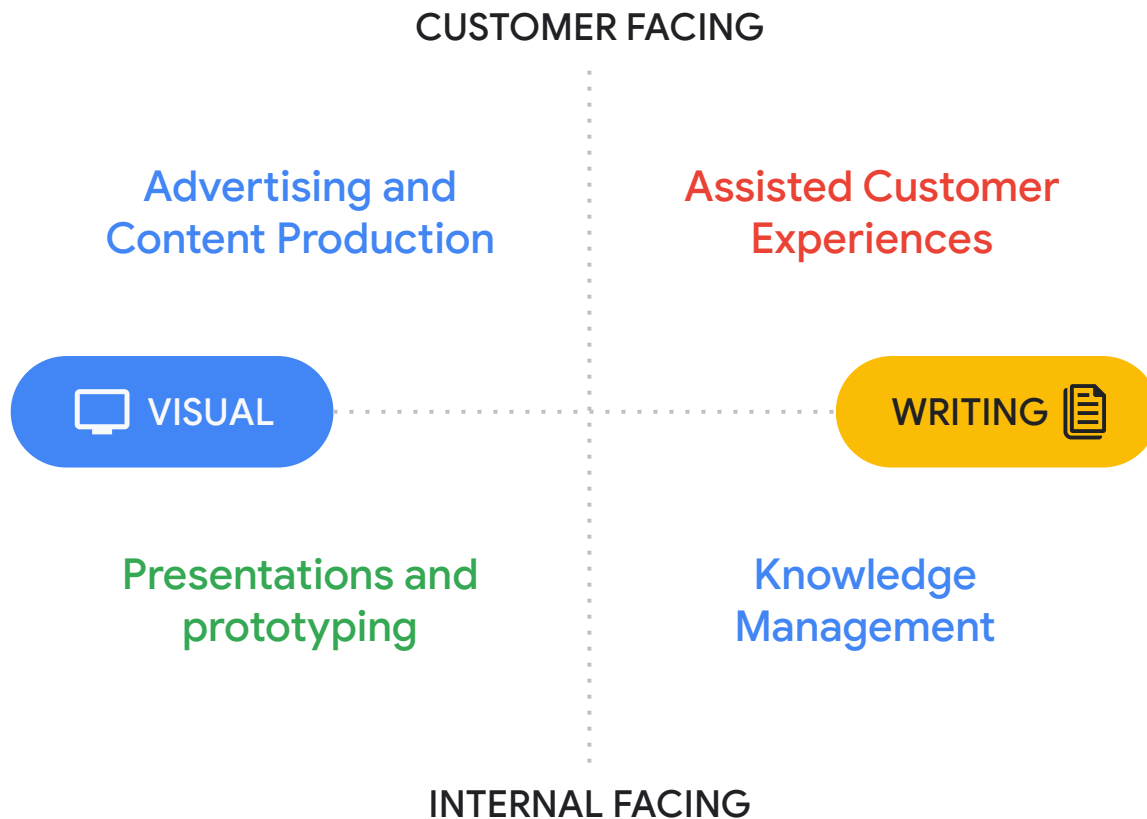 CUSTOMER FACING
Advertising and
Content Production
Assisted Customer
Experiences
VISUAL
WRITING
Presentations and
prototyping
Knowledge
Management
INTERNAL FACING